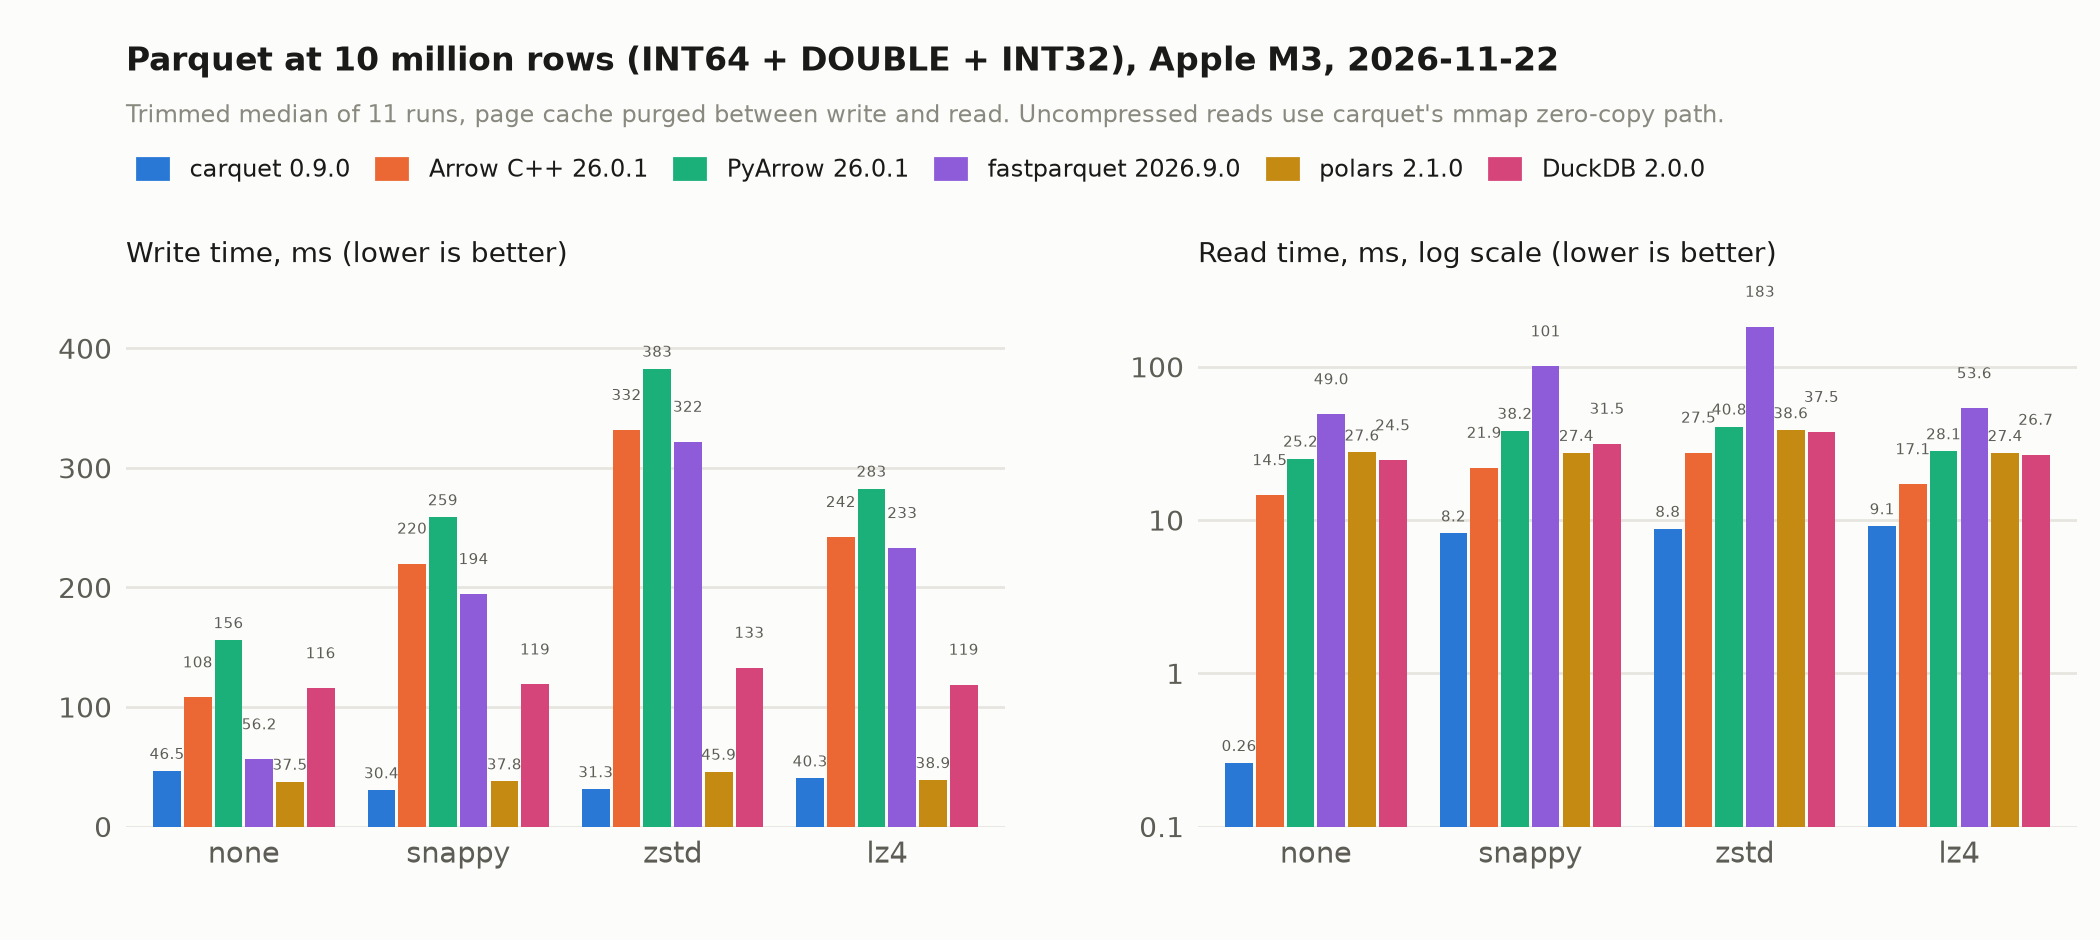 Parquet at 10 million rows (INT64 + DOUBLE + INT32), Apple M3, 2026-11-22
Trimmed median of 11 runs, page cache purged between write and read. Uncompressed reads use carquet's mmap zero-copy path.
carquet 0.9.0 Arrow C++ 26.0.1 PyArrow 26.0.1 fastparquet 2026.9.0 polars 2.1.0 DuckDB 2.0.0
Write time, ms (lower is better)
400
300
200
100
0
46.5 108 156 56.2 37.5 116
30.4 220 259 194 37.8 119
31.3 332 383 322 45.9 133
40.3 242 283 233 38.9 119
none snappy zstd lz4
Read time, ms, log scale (lower is better)
100
10
1
0.1
0.26 14.5 25.2 49.0 27.6 24.5
8.2 21.9 38.2 101 27.4 31.5
8.8 27.5 40.8 183 38.6 37.5
9.1 17.1 28.1 53.6 27.4 26.7
none snappy zstd lz4